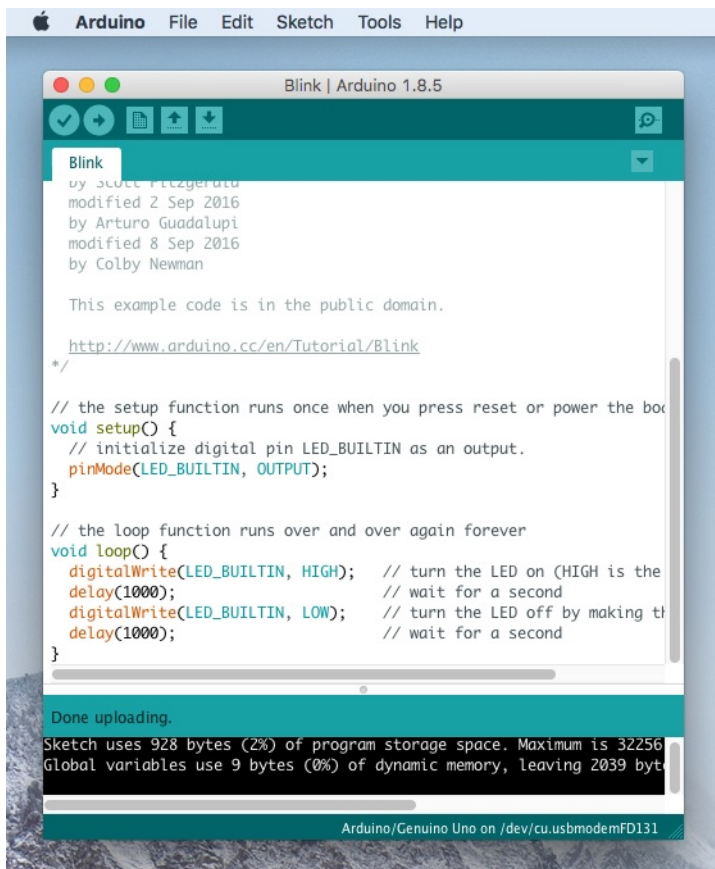 Arduino File Edit Sketch Tools Help
Blink | Arduino 1.8.5
Blink
by Scott Fitzgerald
modified 2 Sep 2016
by Arturo Guadalupi
modified 8 Sep 2016
by Colby Newman
This example code is in the public domain.
http://www.arduino.cc/en/Tutorial/Blink
*/
// the setup function runs once when you press reset or power the boa
void setup() {
// initialize digital pin LED_BUILTIN as an output.
pinMode(LED_BUILTIN, OUTPUT);
}
// the loop function runs over and over again forever
void loop() {
digitalWrite(LED_BUILTIN, HIGH); // turn the LED on (HIGH is the
delay(1000); // wait for a second
digitalWrite(LED_BUILTIN, LOW); // turn the LED off by making th
delay(1000); // wait for a second
}
Done uploading.
Sketch uses 928 bytes (2%) of program storage space. Maximum is 32256
Global variables use 9 bytes (0%) of dynamic memory, leaving 2039 byte
Arduino/Genuino Uno on /dev/cu.usbmodemFD131